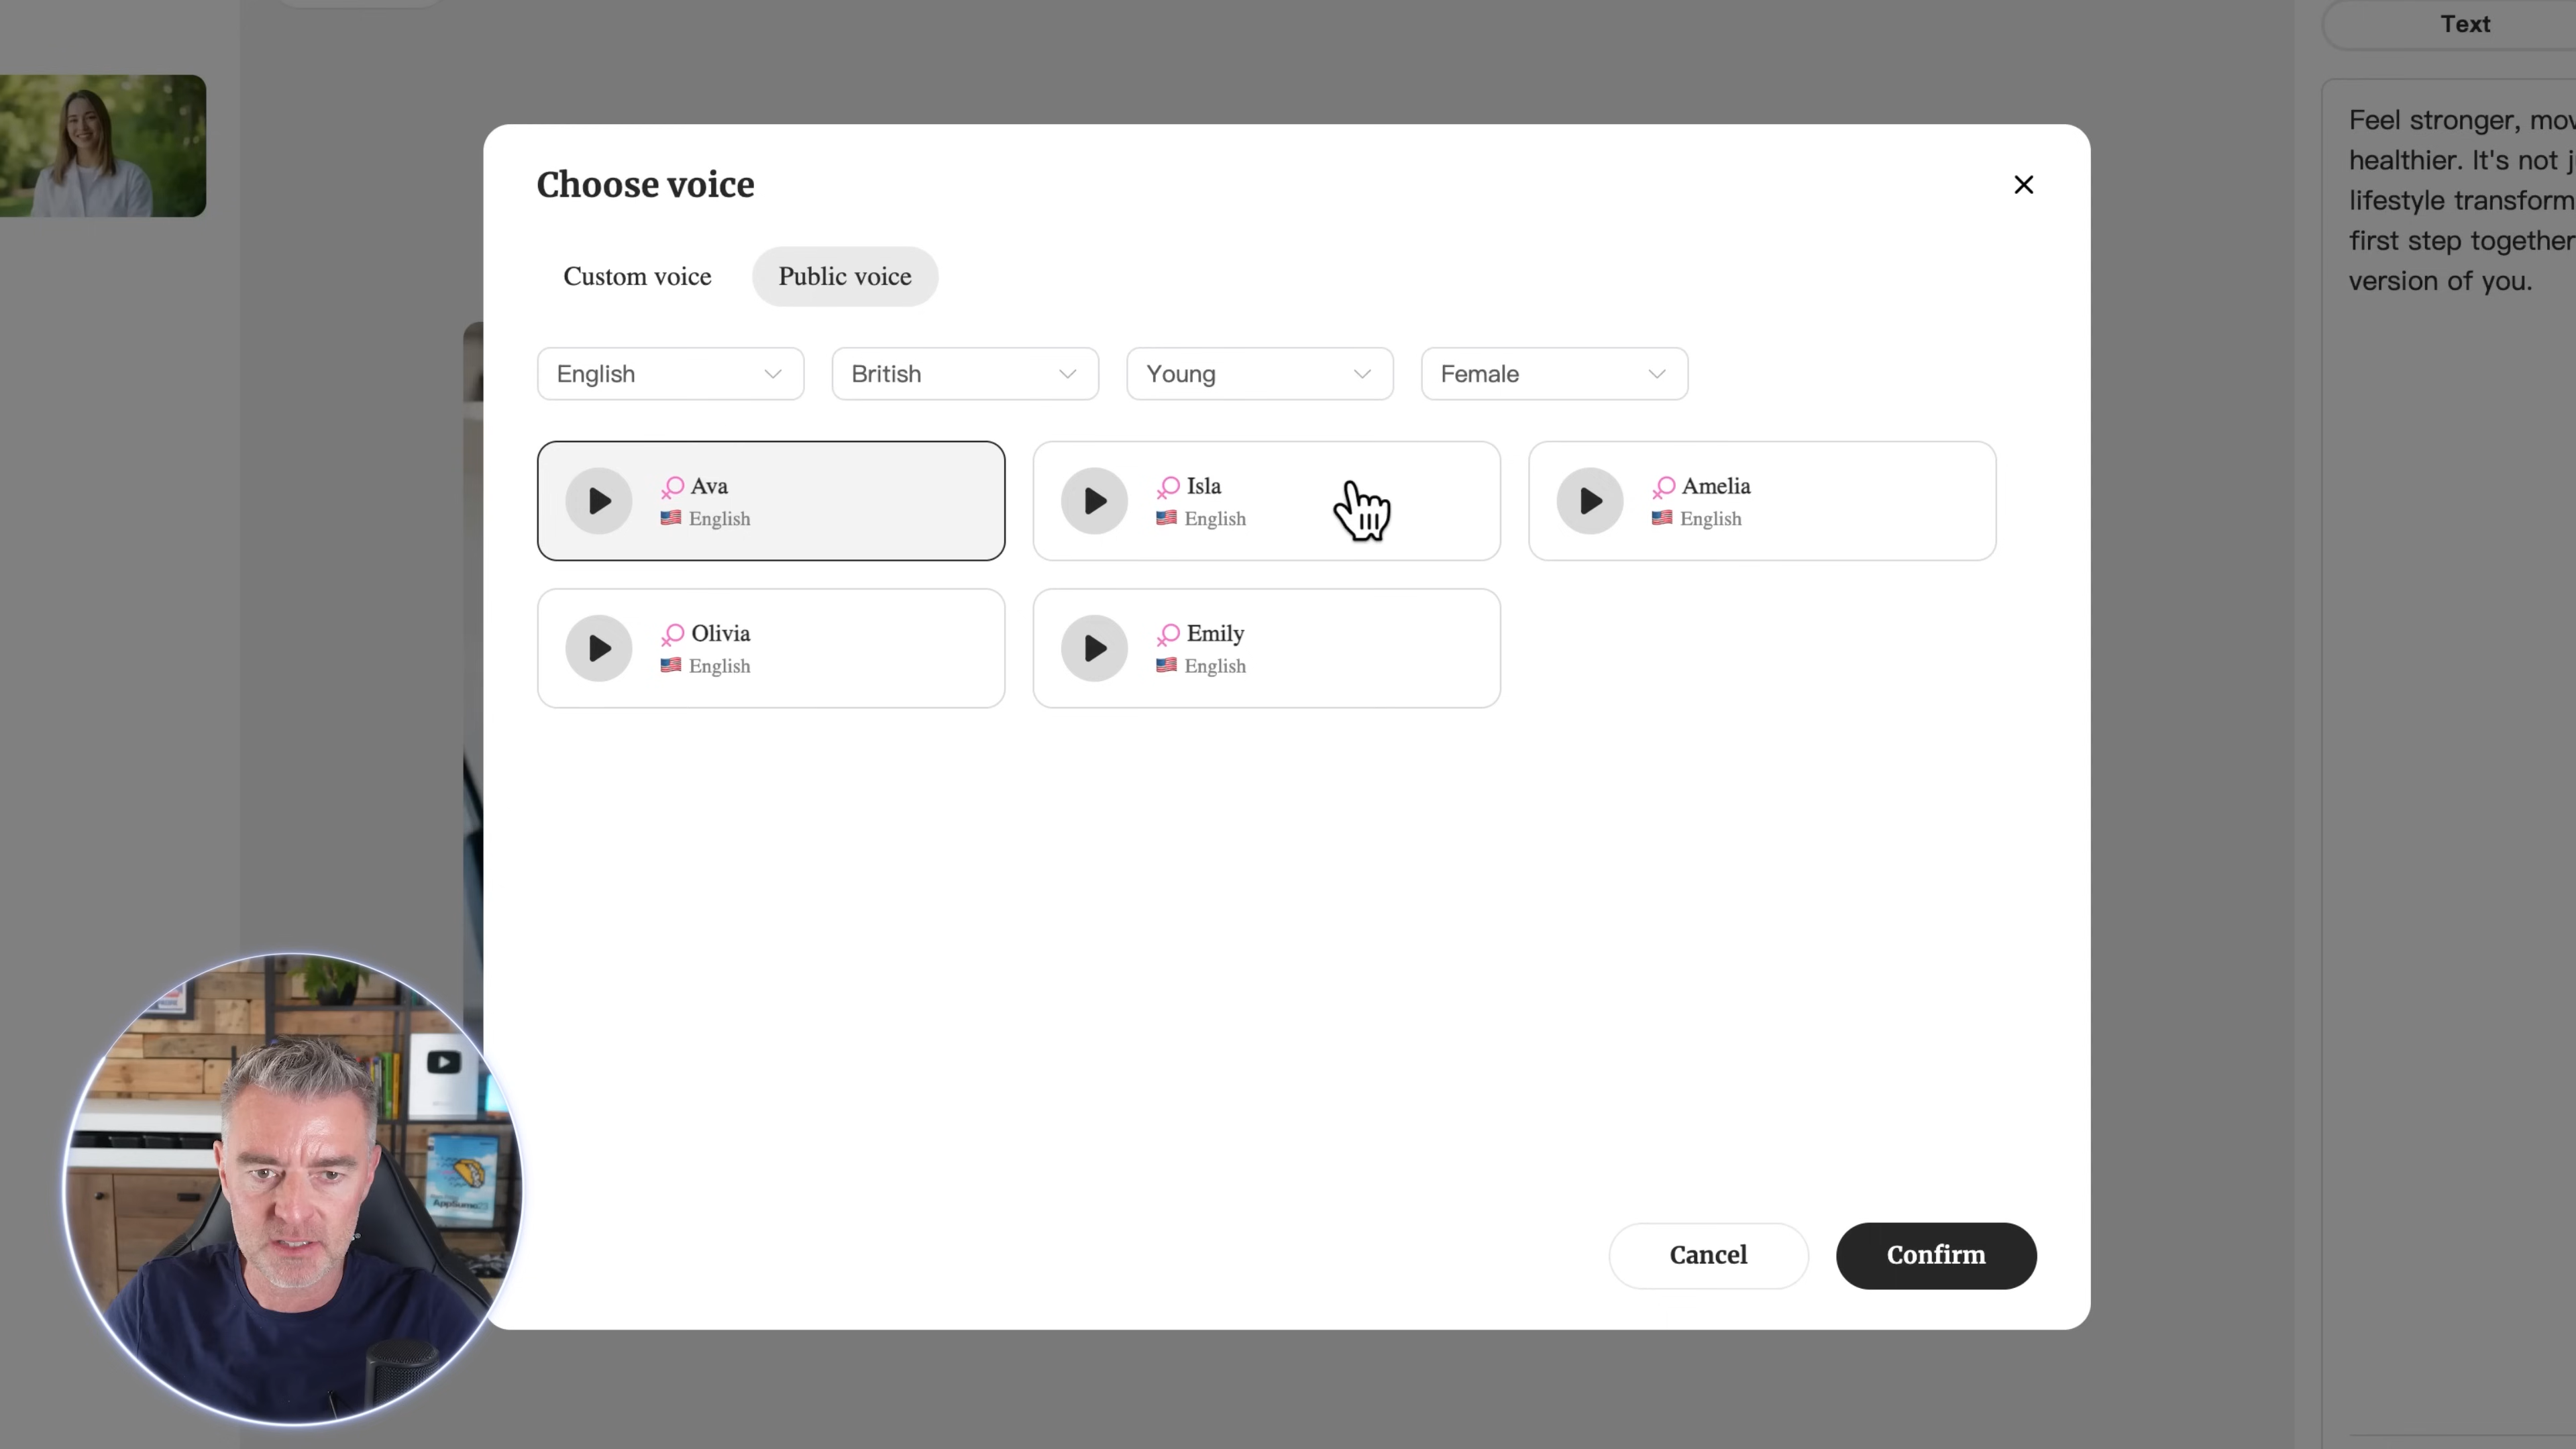 Text
Feel stronger, mov
healthier. It's not j
lifestyle transform
first step together
version of you.
Choose voice
Custom voice
Public voice
English
British
Young
Female
Ava
English
Isla
English
Amelia
English
Olivia
English
Emily
English
Cancel
Confirm